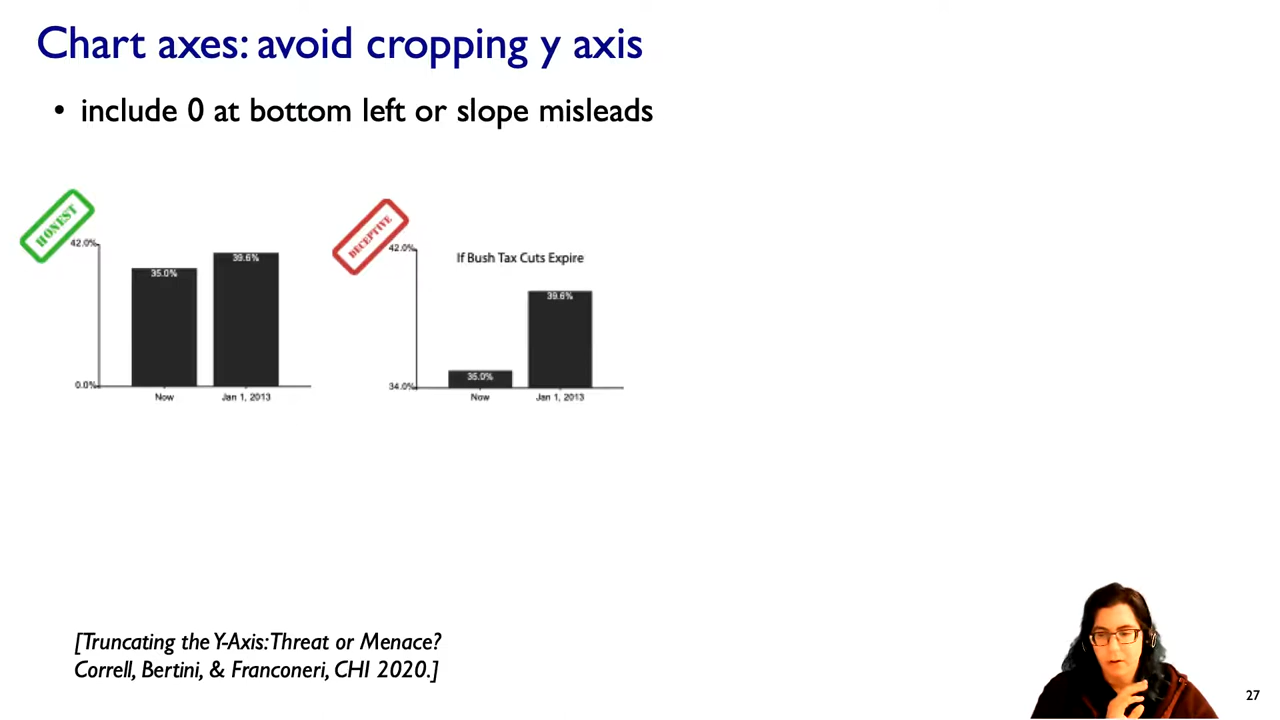 Chart axes: avoid cropping y axis
• include 0 at bottom left or slope misleads
HONEST
42.0%
35.0%
39.6%
0.0%
Now
Jan 1, 2013
DECEPTIVE
42.0%
If Bush Tax Cuts Expire
39.6%
35.0%
34.0%
Now
Jan 1, 2013
[Truncating the Y-Axis: Threat or Menace?
Correll, Bertini, & Franconeri, CHI 2020.]
27